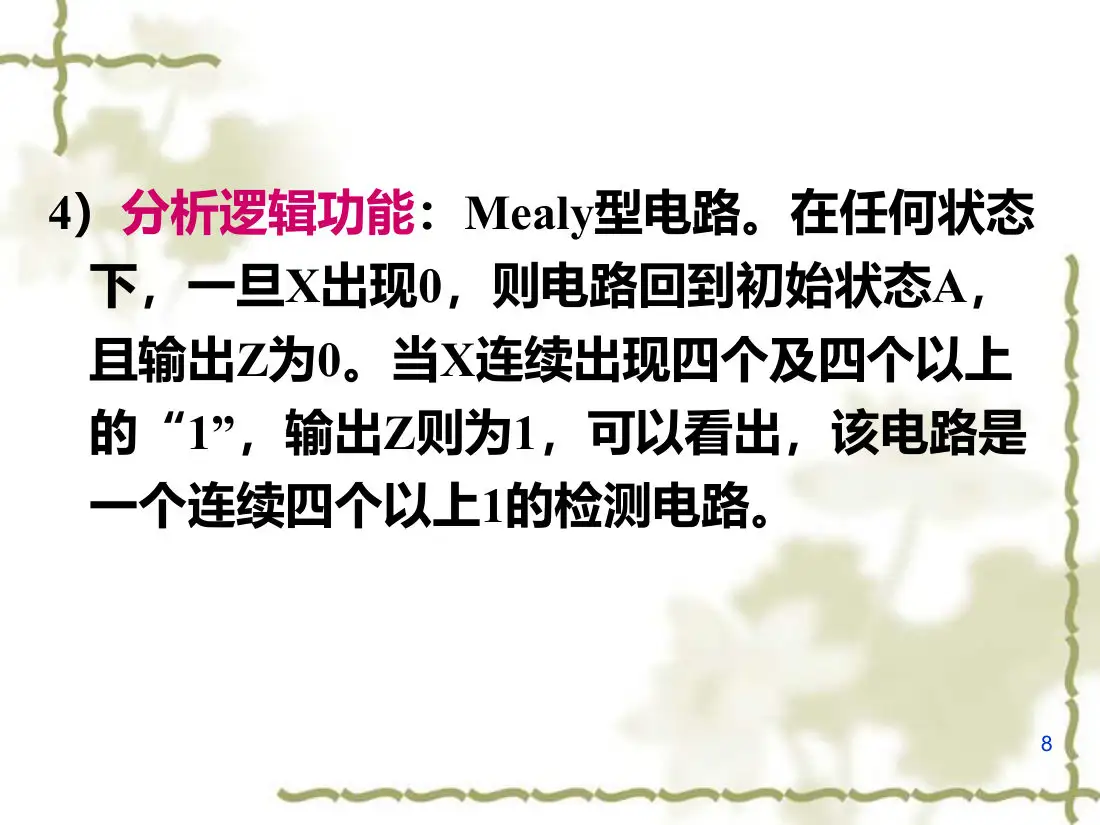 4）分析逻辑功能：Mealy型电路。在任何状态
下，一旦X出现0，则电路回到初始状态A，
且输出Z为0。当X连续出现四个及四个以上
的“1”，输出Z则为1，可以看出，该电路是
一个连续四个以上1的检测电路。
8